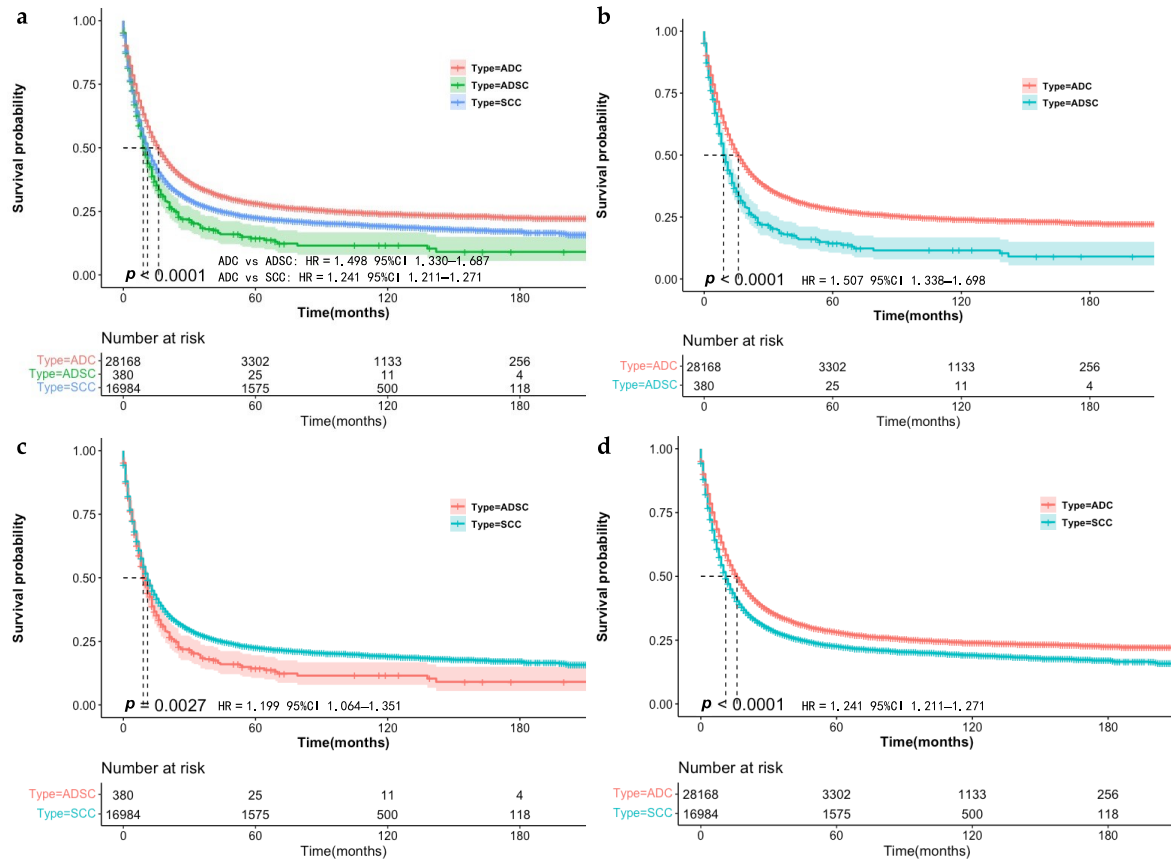 a
Survival probability
1.00
0.75
0.50
0.25
0.00
Type=ADC
Type=ADSC
Type=SCC
ADC vs ADSC: HR = 1.498 95%CI 1.330–1.687
ADC vs SCC: HR = 1.241 95%CI 1.211–1.271
p < 0.0001
0 60 120 180
Time(months)
Number at risk
Type=ADC 28168 3302 1133 256
Type=ADSC 380 25 11 4
Type=SCC 16984 1575 500 118
0 60 120 180
Time(months)
b
Survival probability
1.00
0.75
0.50
0.25
0.00
Type=ADC
Type=ADSC
p < 0.0001 HR = 1.507 95%CI 1.338–1.698
0 60 120 180
Time(months)
Number at risk
Type=ADC 28168 3302 1133 256
Type=ADSC 380 25 11 4
0 60 120 180
Time(months)
c
Survival probability
1.00
0.75
0.50
0.25
0.00
Type=ADSC
Type=SCC
p = 0.0027 HR = 1.199 95%CI 1.064–1.351
0 60 120 180
Time(months)
Number at risk
Type=ADSC 380 25 11 4
Type=SCC 16984 1575 500 118
0 60 120 180
Time(months)
d
Survival probability
1.00
0.75
0.50
0.25
0.00
Type=ADC
Type=SCC
p < 0.0001 HR = 1.241 95%CI 1.211–1.271
0 60 120 180
Time(months)
Number at risk
Type=ADC 28168 3302 1133 256
Type=SCC 16984 1575 500 118
0 60 120 180
Time(months)